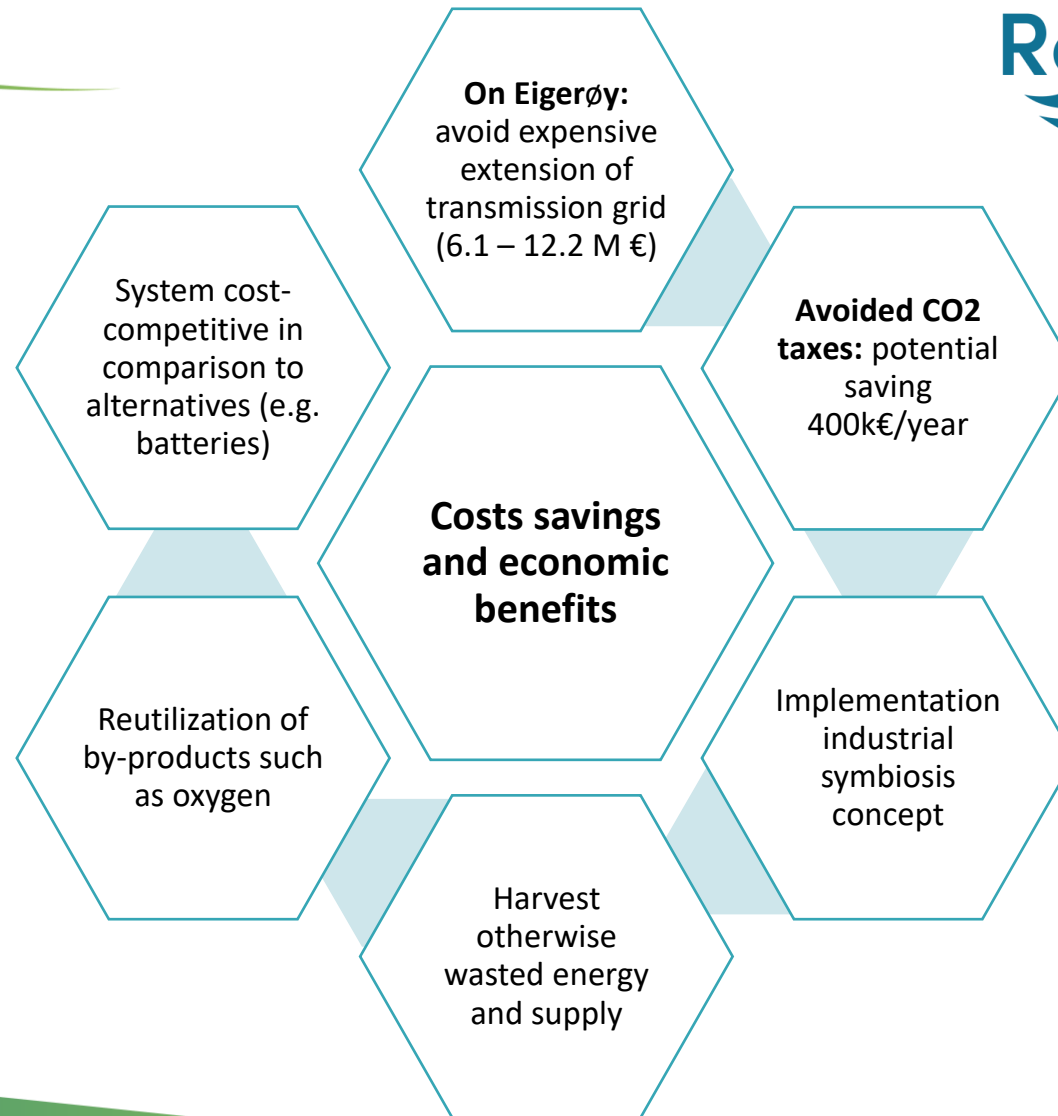 On Eigerøy:
avoid expensive
extension of
transmission grid
(6.1 – 12.2 M €)
Avoided CO2
taxes: potential
saving
400k€/year
Implementation
industrial
symbiosis
concept
Harvest
otherwise
wasted energy
and supply
Reutilization of
by-products such
as oxygen
System cost-
competitive in
comparison to
alternatives (e.g.
batteries)
Costs savings
and economic
benefits